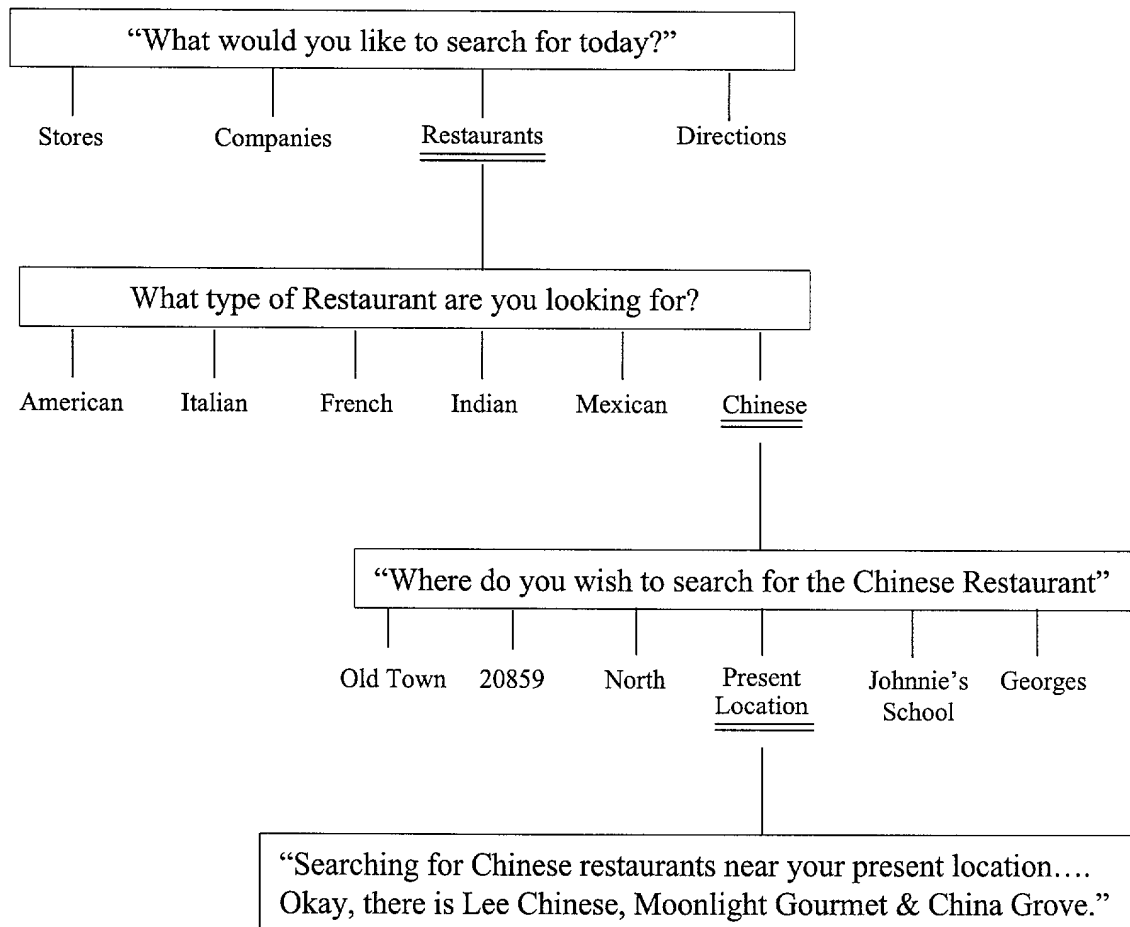 “What would you like to search for today?”
Stores Companies Restaurants Directions
What type of Restaurant are you looking for?
American Italian French Indian Mexican Chinese
“Where do you wish to search for the Chinese Restaurant”
Old Town 20859 North Present Location Johnnie’s School Georges
“Searching for Chinese restaurants near your present location….
Okay, there is Lee Chinese, Moonlight Gourmet & China Grove.”